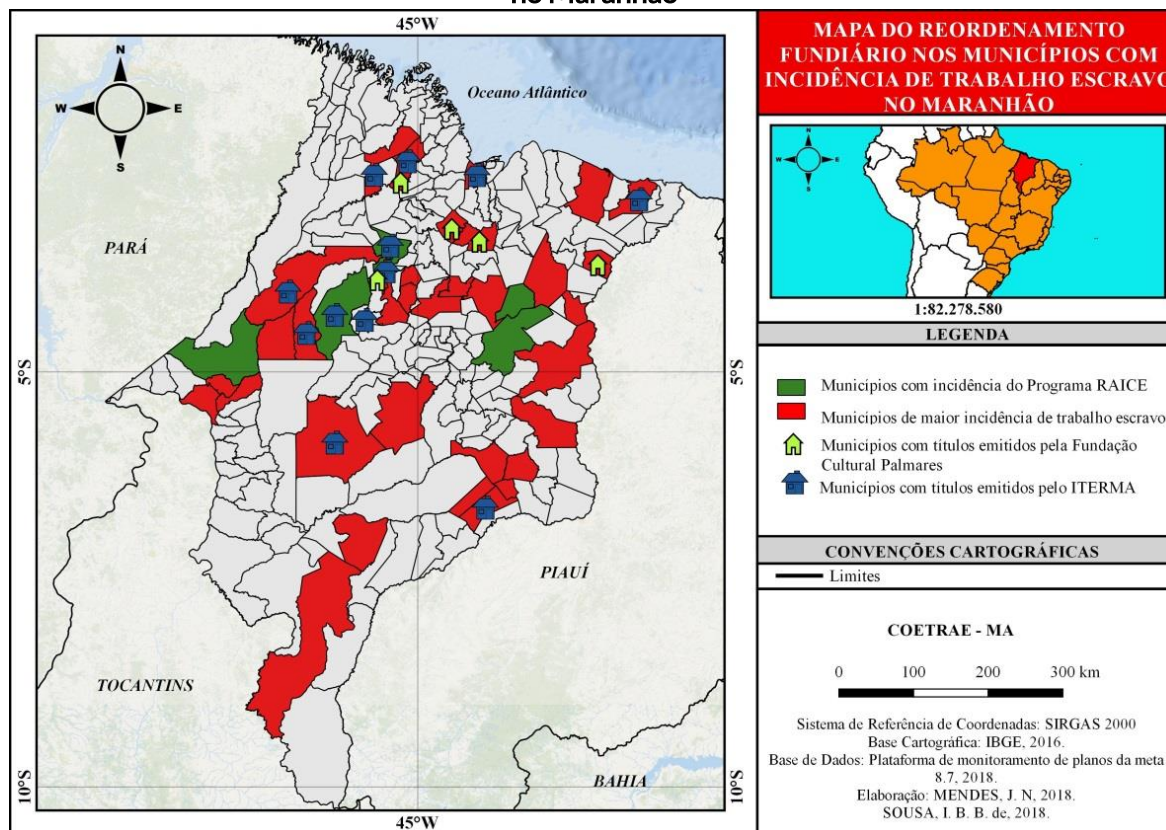 no Maranhão
45°W
N
W
E
S
Oceano Atlântico
PARÁ
5°S
5°S
PIAUÍ
TOCANTINS
BAHIA
10°S
10°S
45°W
MAPA DO REORDENAMENTO
FUNDIÁRIO NOS MUNICÍPIOS COM
INCIDÊNCIA DE TRABALHO ESCRAVO
NO MARANHÃO
N
W
E
S
1:82.278.580
LEGENDA
Municípios com incidência do Programa RAICE
Municípios de maior incidência de trabalho escravo
Municípios com títulos emitidos pela Fundação
Cultural Palmares
Municípios com títulos emitidos pelo ITERMA
CONVENÇÕES CARTOGRÁFICAS
Limites
COETRAE - MA
0 100 200 300 km
Sistema de Referência de Coordenadas: SIRGAS 2000
Base Cartográfica: IBGE, 2016.
Base de Dados: Plataforma de monitoramento de planos da meta
8.7, 2018.
Elaboração: MENDES, J. N, 2018.
SOUSA, I. B. B. de, 2018.